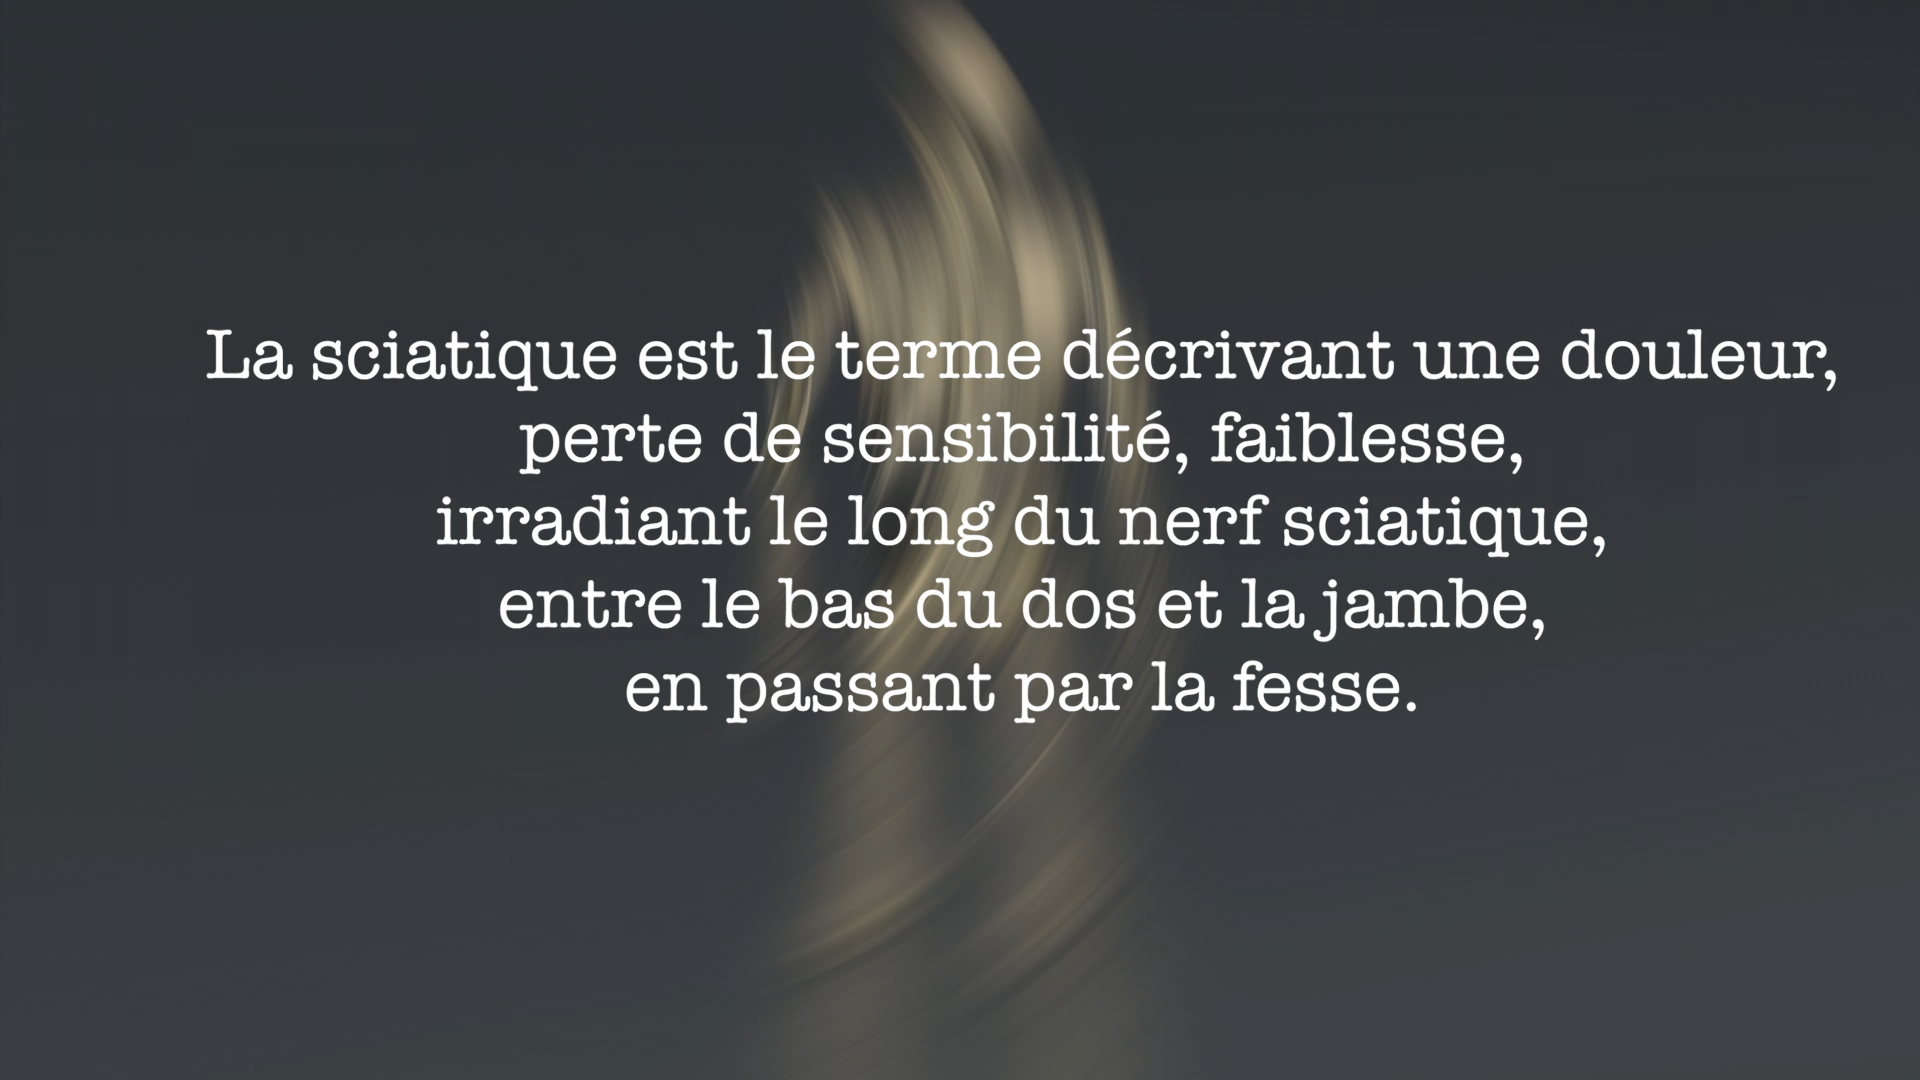 La sciatique est le terme décrivant une douleur,
perte de sensibilité, faiblesse,
irradiant le long du nerf sciatique,
entre le bas du dos et la jambe,
en passant par la fesse.